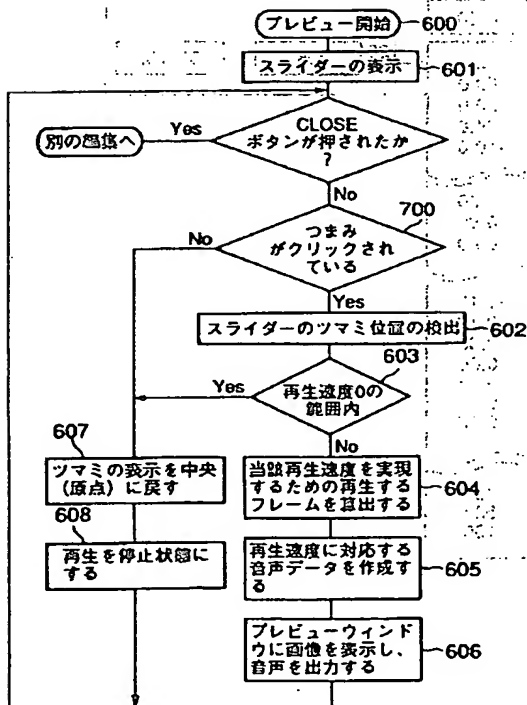 プレビュー開始
600
スライダーの表示
601
CLOSE
ボタンが押されたか
?
Yes
別の
へ
No
700
つまみ
がクリックされ
ている
No
Yes
スライダーのツマミ位置の検出
602
603
再生速度0の
範囲内
Yes
No
607
ツマミの表示を中央
(原点)に戻す
608
再生を停止状態に
する
当該再生速度を実現
するための再生する
フレームを算出する
604
再生速度に対応する
音声データを作成す
る
605
プレビューウィンド
ウに画像を表示し、
音声を出力する
606